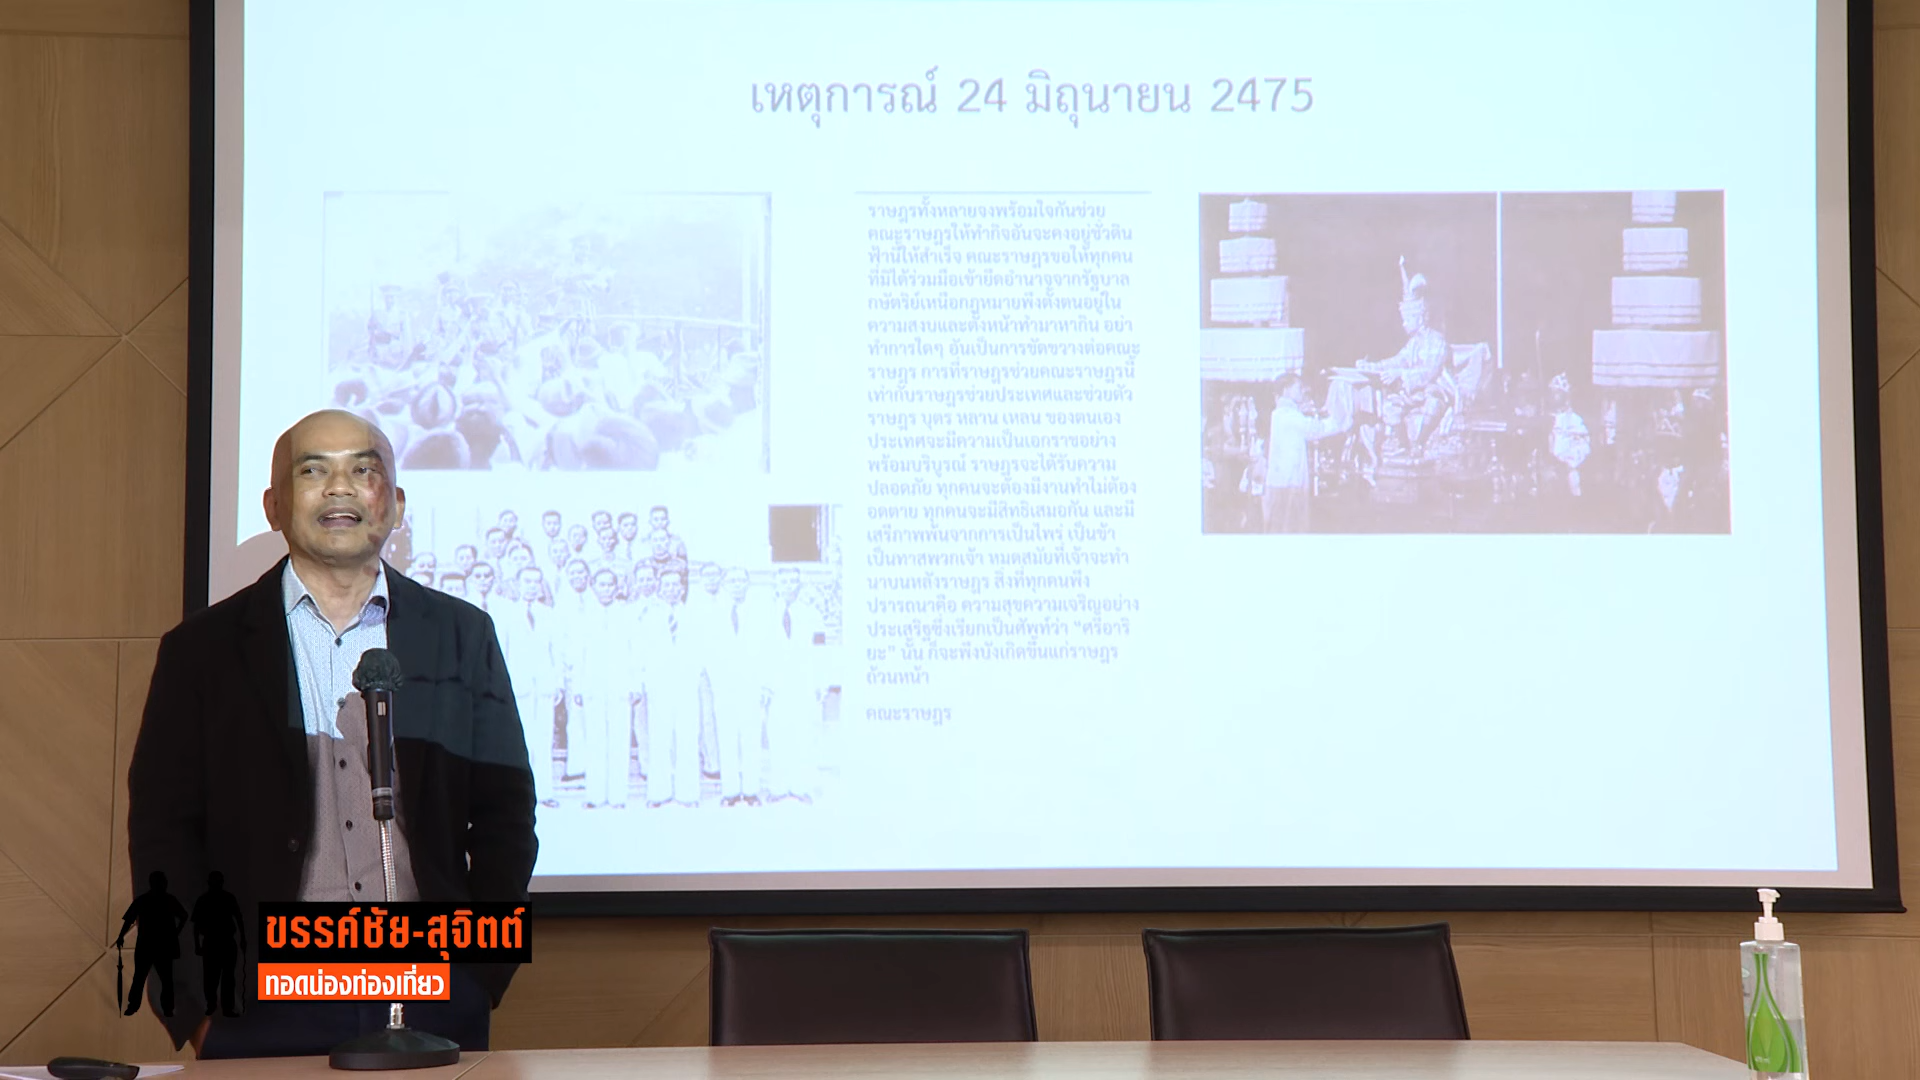 เหตุการณ์ 24 มิถุนายน 2475
ราษฎรทั้งหลายจงพร้อมใจกันช่วย
คณะราษฎรให้ทำกิจอันจะคงอยู่ชั่วดิน
ฟ้านี้ให้สำเร็จ คณะราษฎรขอให้ทุกคน
ที่มิได้ร่วมมือเข้ายึดอำนาจจากรัฐบาล
กษัตริย์เหนือกฎหมายพึงตั้งตนอยู่ใน
ความสงบและตั้งหน้าทำมาหากิน อย่า
ทำการใดๆ อันเป็นการขัดขวางต่อคณะ
ราษฎร การที่ราษฎรช่วยคณะราษฎรนี้
เท่ากับราษฎรช่วยประเทศและช่วยตัว
ราษฎร บุตร หลาน เหลน ของตนเอง
ประเทศจะมีความเป็นเอกราชอย่าง
พร้อมบริบูรณ์ ราษฎรจะได้รับความ
ปลอดภัย ทุกคนจะต้องมีงานทำไม่ต้อง
อดตาย ทุกคนจะมีสิทธิเสมอกัน และมี
เสรีภาพพ้นจากการเป็นไพร่ เป็นข้า
เป็นทาสพวกเจ้า หมดสมัยที่เจ้าจะทำ
นาบนหลังราษฎร สิ่งที่ทุกคนพึง
ปรารถนาคือ ความสุขความเจริญอย่าง
ประเสริฐซึ่งเรียกเป็นศัพท์ว่า “ศรีอาริ
ยะ” นั้น ก็จะพึงบังเกิดขึ้นแก่ราษฎร
ถ้วนหน้า
คณะราษฎร
ขรรค์ชัย-สุจิตต์
ทอดน่องท่องเที่ยว